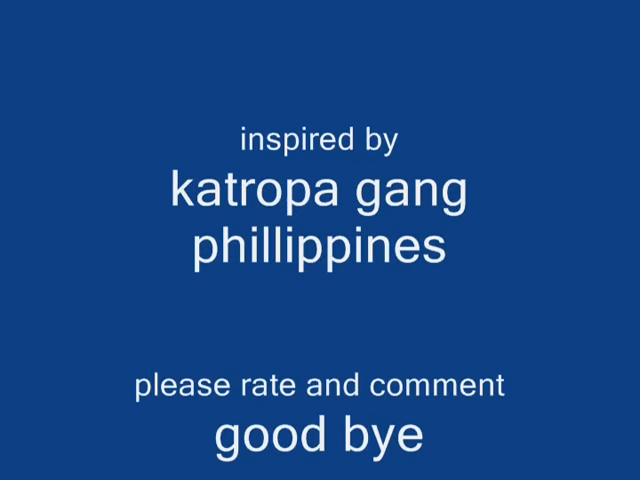 inspired by
katropa gang
phillippines
please rate and comment
good bye